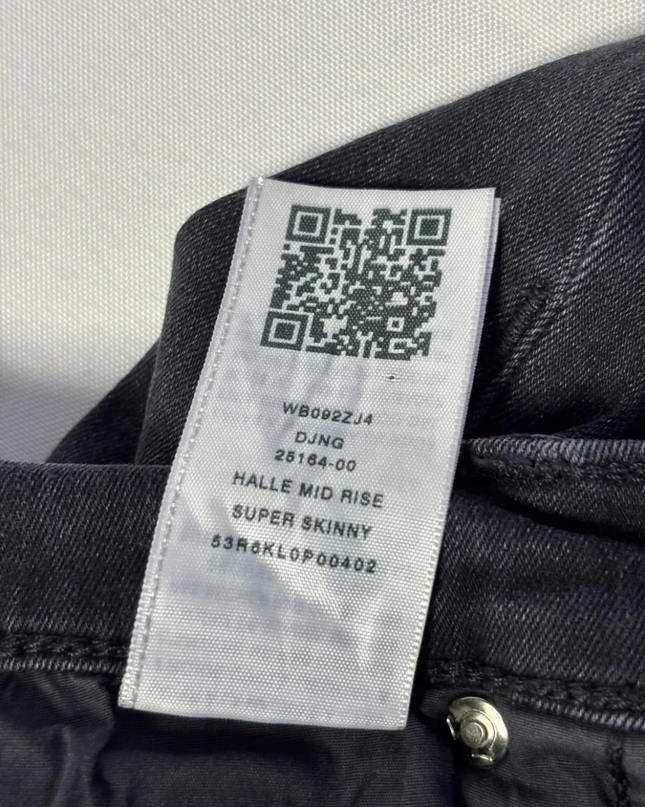 WB092ZJ4
DJNG
25164-00
HALLE MID RISE
SUPER SKINNY
53R6KL0P00402